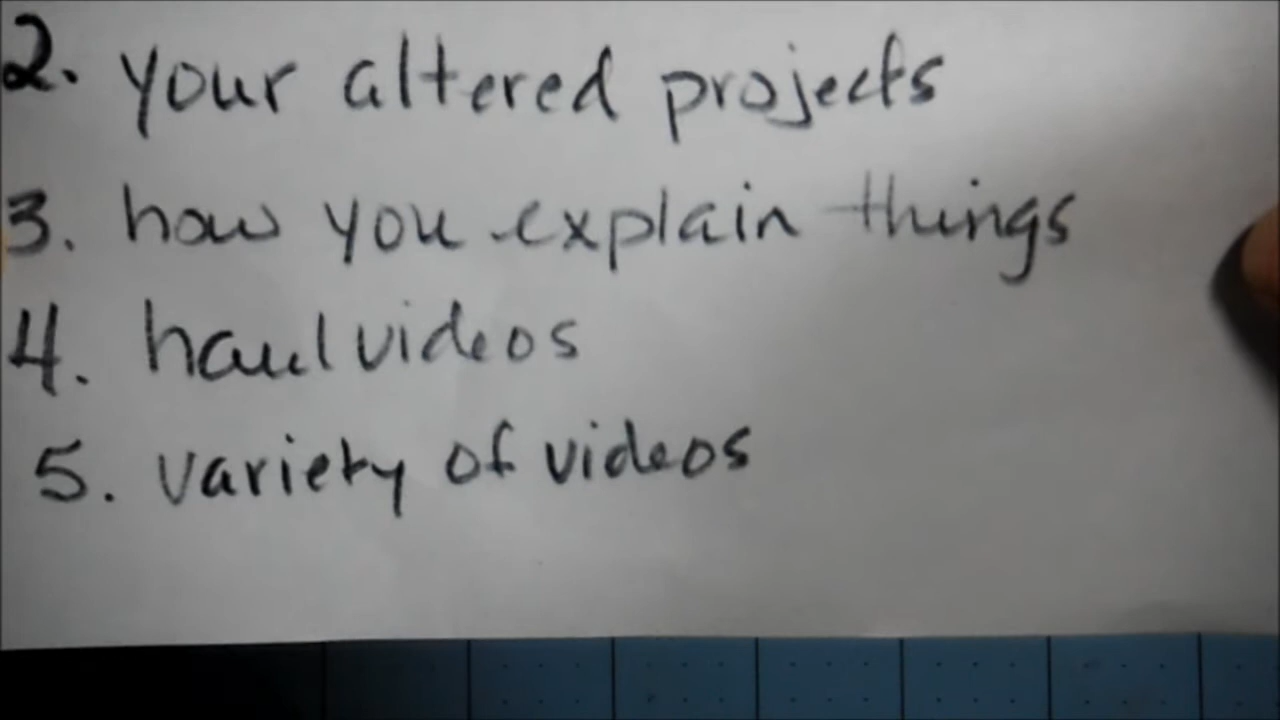 2. your altered projects
3. how you explain things
4. haul videos
5. variety of videos